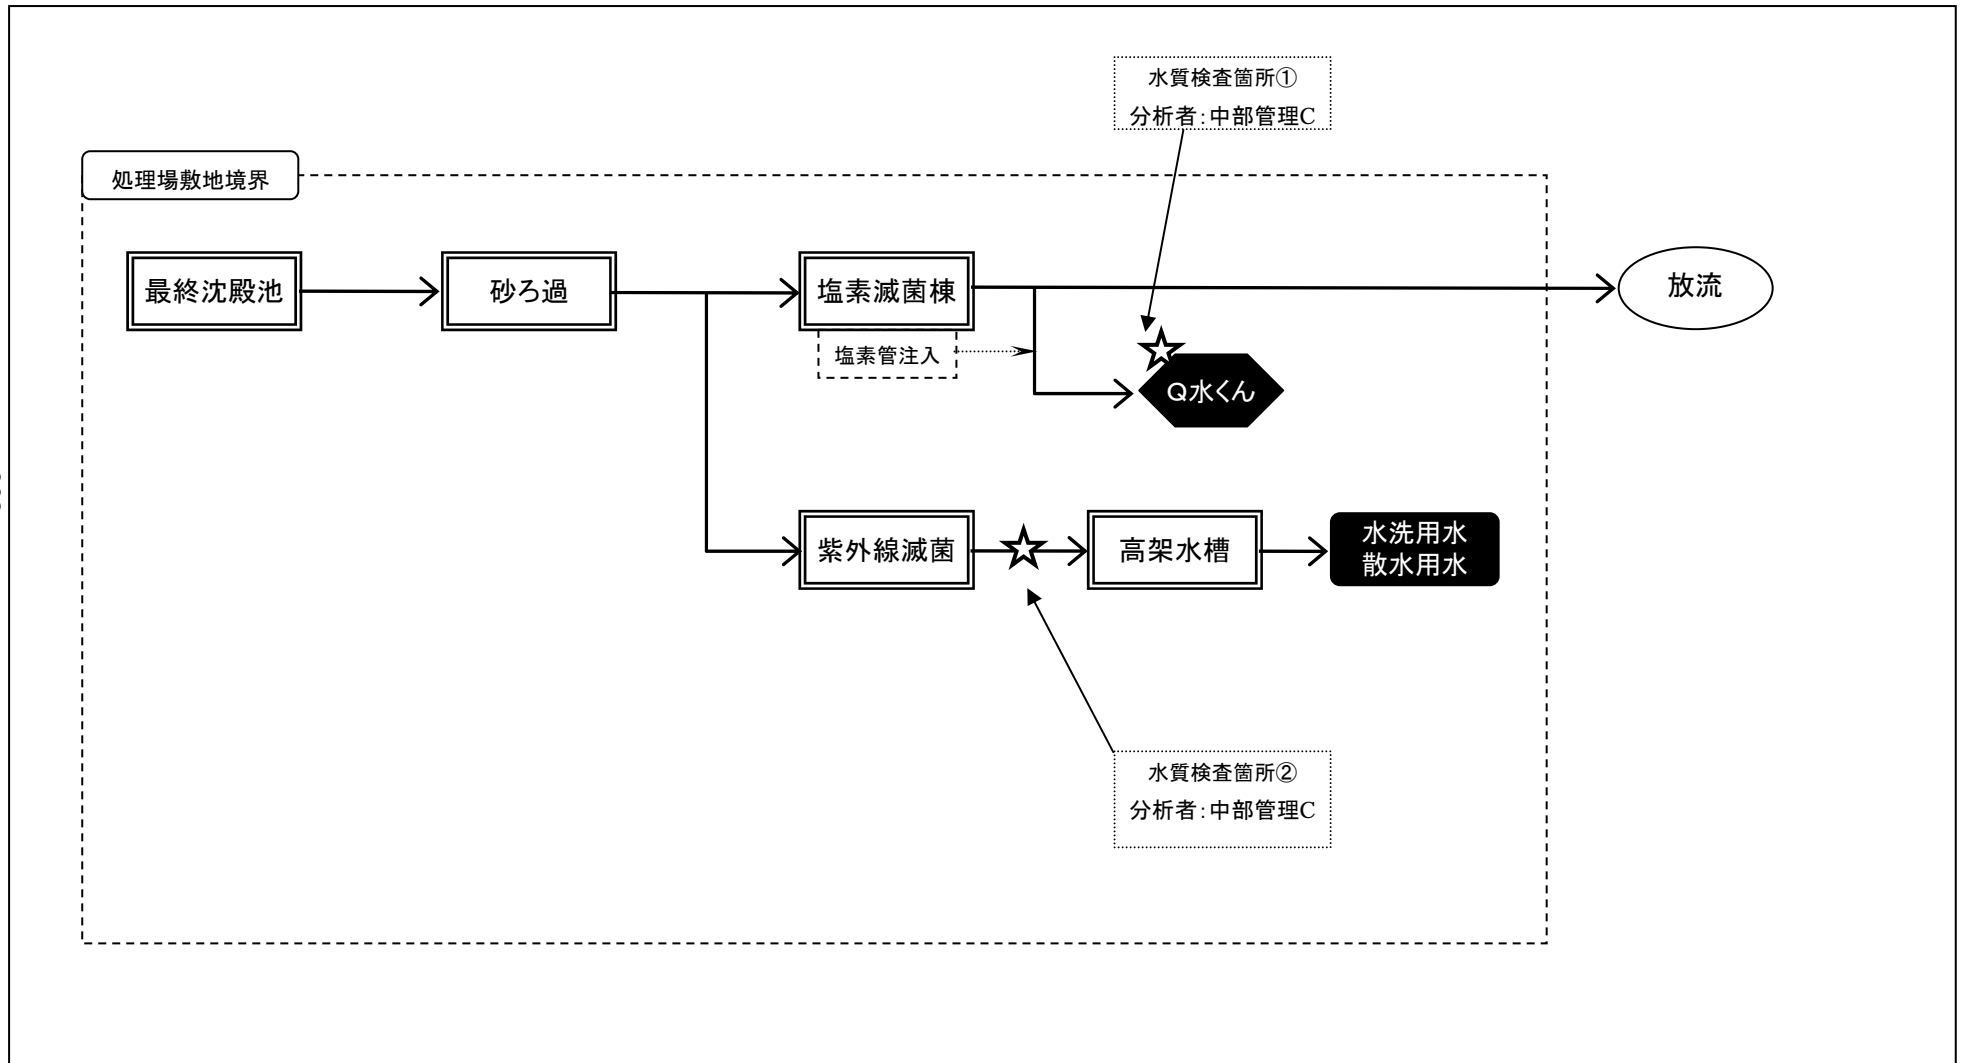 水質検査箇所①
分析者:中部管理C
処理場敷地境界
最終沈殿池
砂ろ過
塩素滅菌棟
放流
塩素管注入
Q水くん
紫外線滅菌
高架水槽
水洗用水
散水用水
水質検査箇所②
分析者:中部管理C